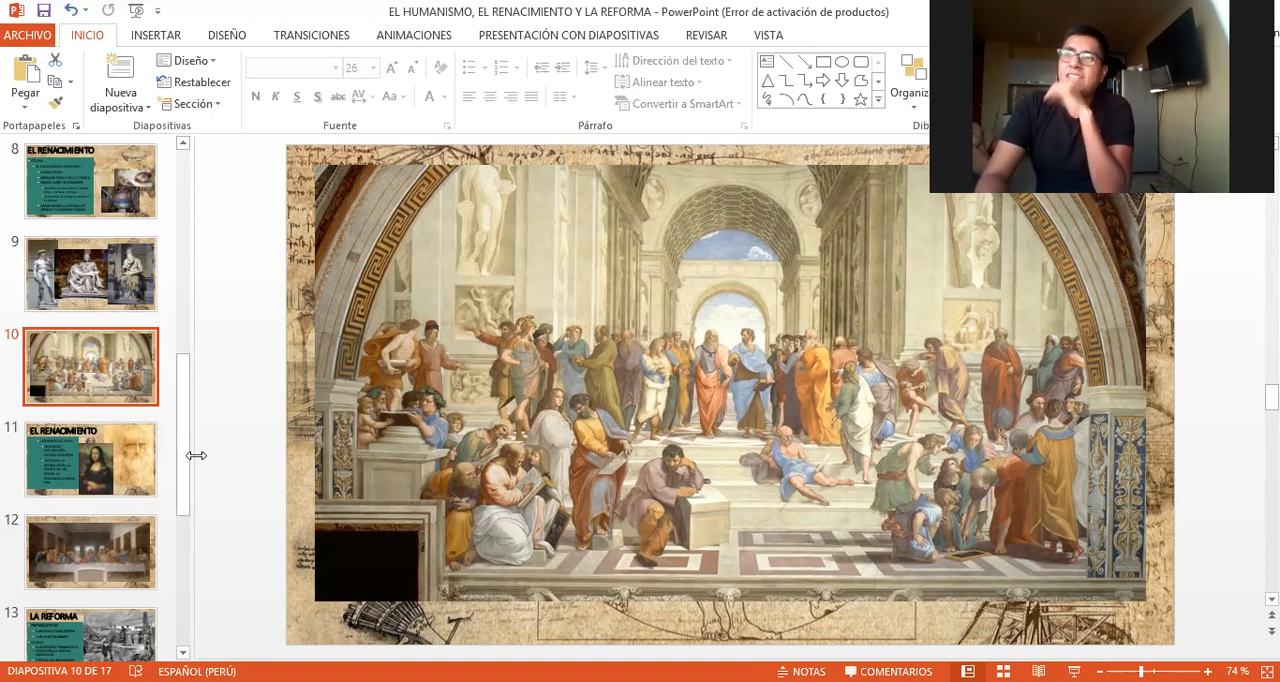 EL HUMANISMO, EL RENACIMIENTO Y LA REFORMA - PowerPoint (Error de activación de productos)
ARCHIVO INICIO INSERTAR DISEÑO TRANSICIONES ANIMACIONES PRESENTACIÓN CON DIAPOSITIVAS REVISAR VISTA
Pegar
Nueva
diapositiva
Diseño
Restablecer
Sección
26
N K S S abc AV Aa A
Dirección del texto
Alinear texto
Convertir a SmartArt
Organiz
Portapapeles Diapositivas Fuente Párrafo Dib
8
EL RENACIMIENTO
9
10
11
EL RENACIMIENTO
12
13
LA REFORMA
DIAPOSITIVA 10 DE 17 ESPAÑOL (PERÚ) NOTAS COMENTARIOS 74 %